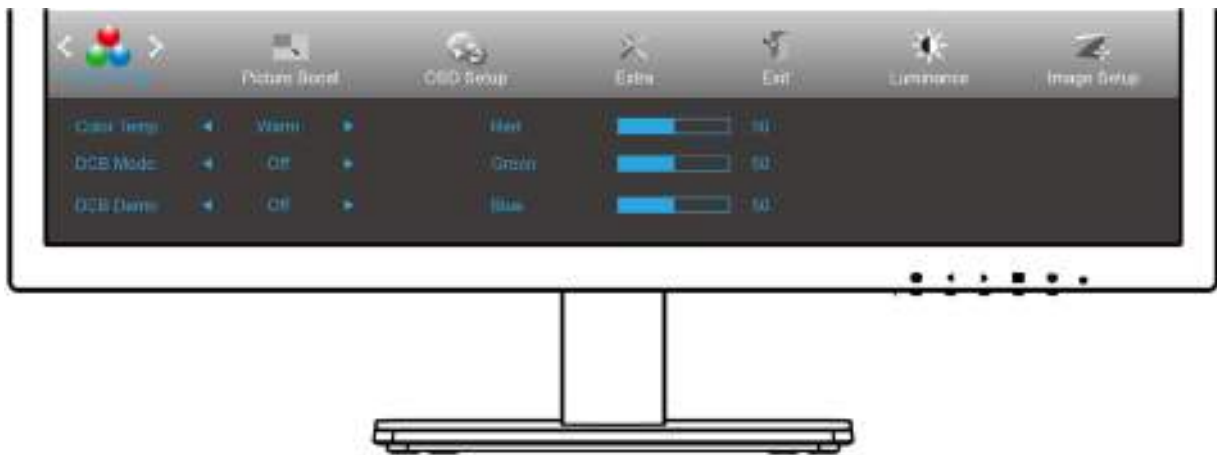 Picture Boost OSD Setup Extra Exit Luminance Image Setup
Color Temp. Warm Red 50
DCB Mode Off Green 50
DCB Demo Off Blue 50